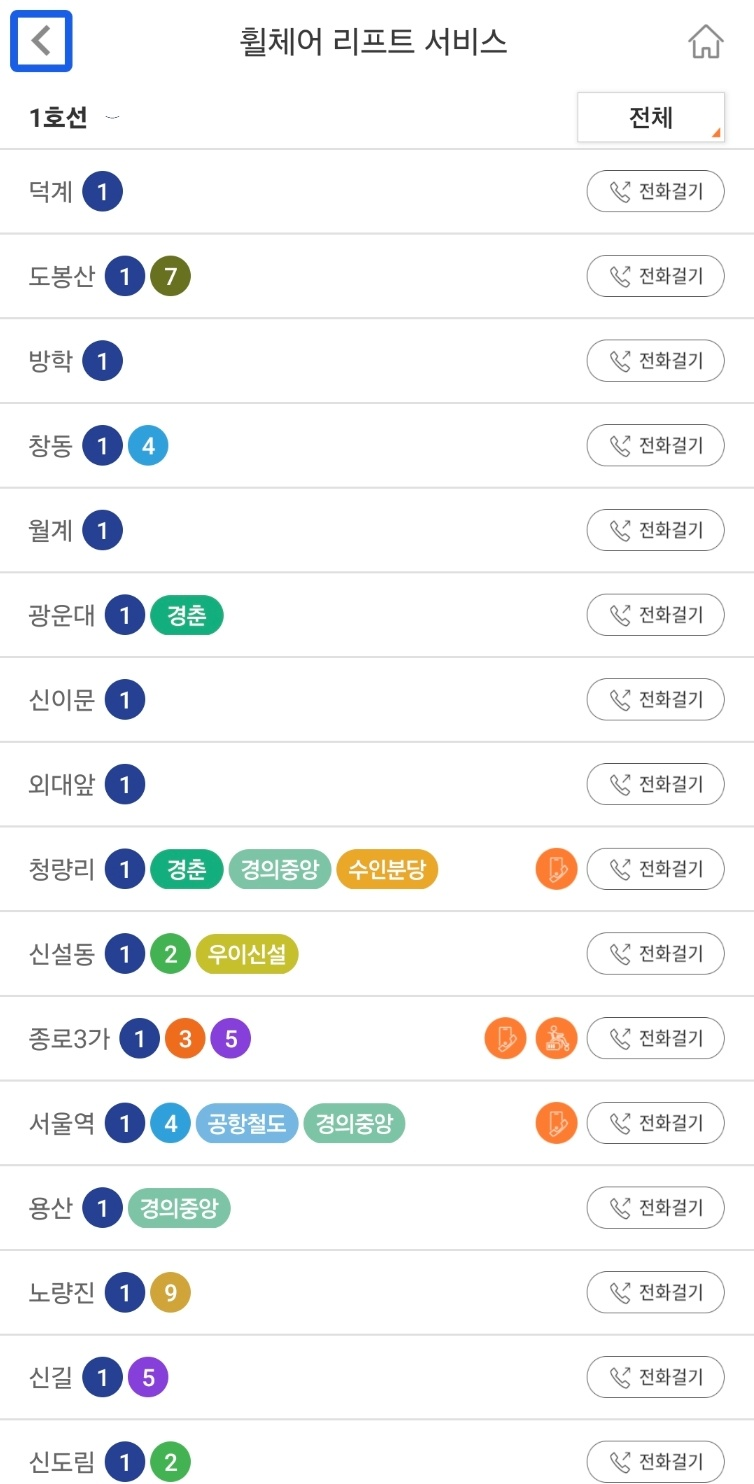 휠체어 리프트 서비스
1호선 전체
덕계 1 전화걸기
도봉산 1 7 전화걸기
방학 1 전화걸기
창동 1 4 전화걸기
월계 1 전화걸기
광운대 1 경춘 전화걸기
신이문 1 전화걸기
외대앞 1 전화걸기
청량리 1 경춘 경의중앙 수인분당 전화걸기
신설동 1 2 우이신설 전화걸기
종로3가 1 3 5 전화걸기
서울역 1 4 공항철도 경의중앙 전화걸기
용산 1 경의중앙 전화걸기
노량진 1 9 전화걸기
신길 1 5 전화걸기
신도림 1 2 전화걸기